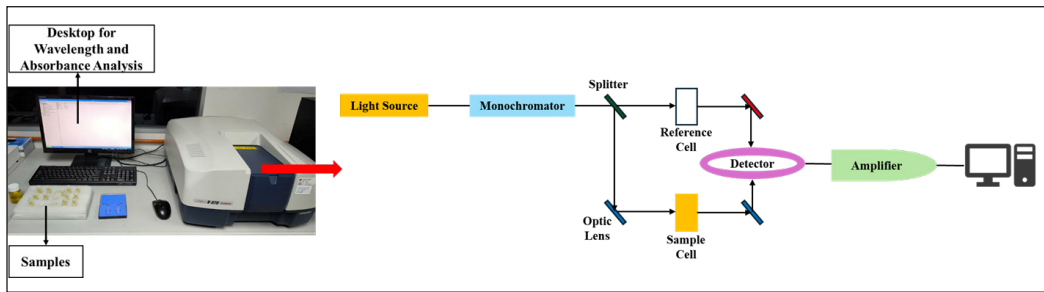 Desktop for
Wavelength and
Absorbance Analysis
Samples
Light Source
Monochromator
Splitter
Reference
Cell
Optic
Lens
Sample
Cell
Detector
Amplifier